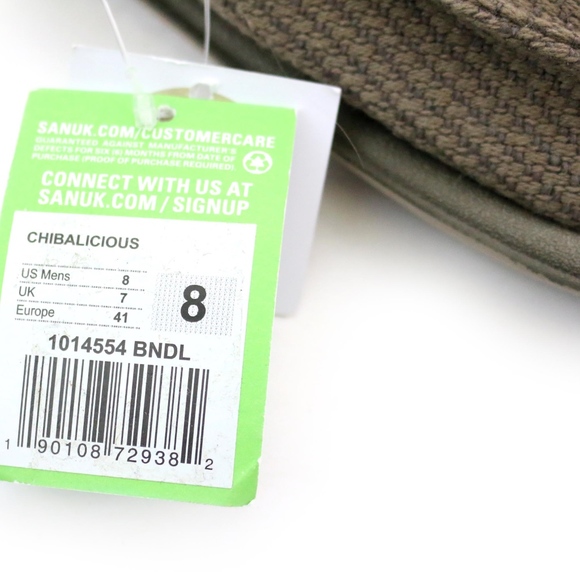 SANUK.COM/CUSTOMERCARE
GUARANTEED AGAINST MANUFACTURER'S
DEFECTS FOR SIX (6) MONTHS FROM DATE OF
PURCHASE (PROOF OF PURCHASE REQUIRED)
CONNECT WITH US AT
SANUK.COM / SIGNUP
CHIBALICIOUS
US Mens 8
UK 7
Europe 41
8
1014554 BNDL
1 90108 72938 2